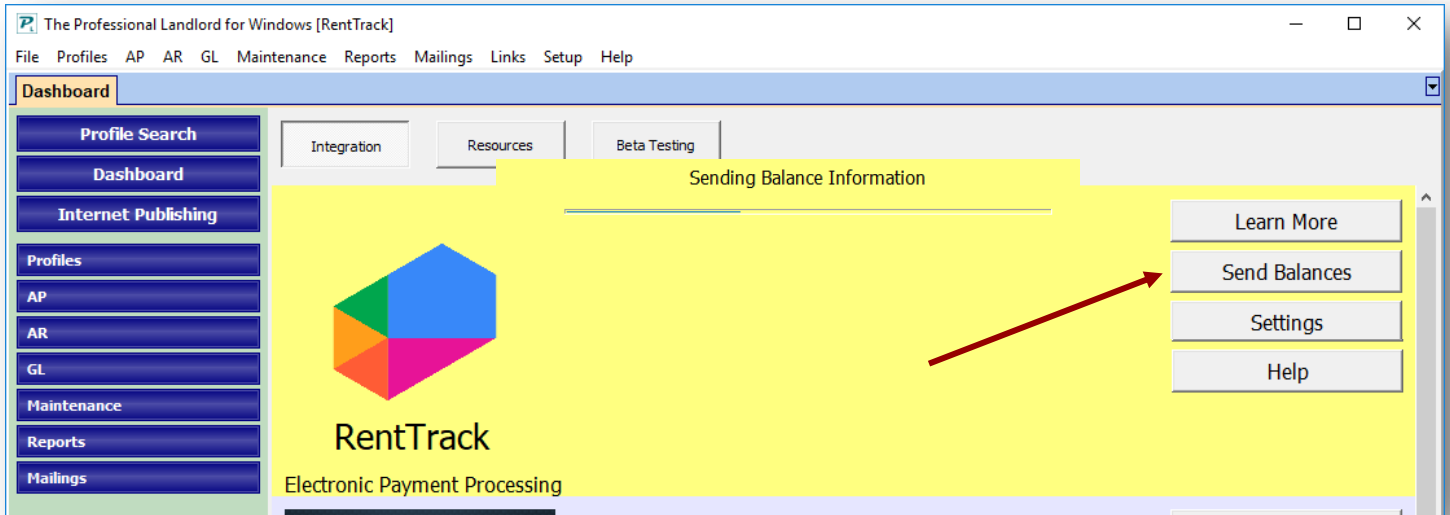 The Professional Landlord for Windows [RentTrack]
File Profiles AP AR GL Maintenance Reports Mailings Links Setup Help
Dashboard
Profile Search
Dashboard
Internet Publishing
Profiles
AP
AR
GL
Maintenance
Reports
Mailings
Integration Resources Beta Testing
Sending Balance Information
Learn More
Send Balances
Settings
Help
RentTrack
Electronic Payment Processing